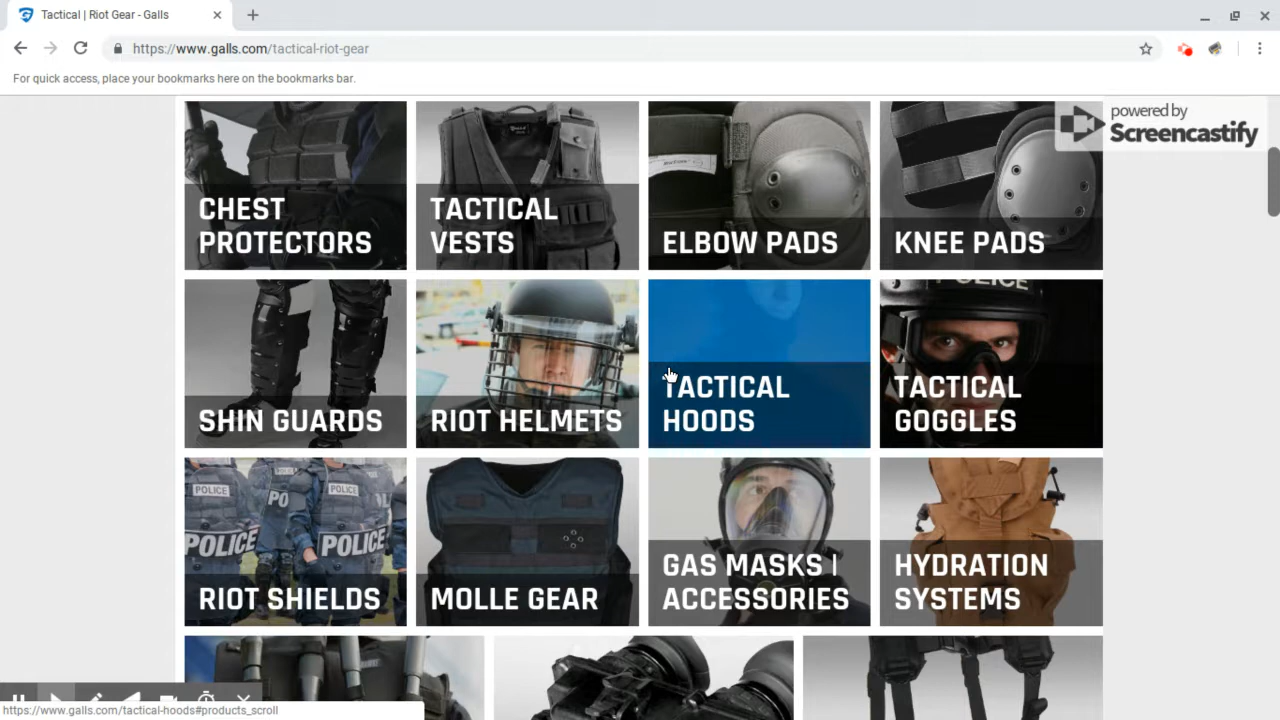 Tactical | Riot Gear - Galls
https://www.galls.com/tactical-riot-gear
For quick access, place your bookmarks here on the bookmarks bar.
powered by
Screencastify
CHEST
PROTECTORS
TACTICAL
VESTS
ELBOW PADS
KNEE PADS
SHIN GUARDS
RIOT HELMETS
TACTICAL
HOODS
POLICE
TACTICAL
GOGGLES
POLICE
PO
POLICE
POLICE
POLICE
RIOT SHIELDS
MOLLE GEAR
GAS MASKS |
ACCESSORIES
HYDRATION
SYSTEMS
https://www.galls.com/tactical-hoods#products_scroll